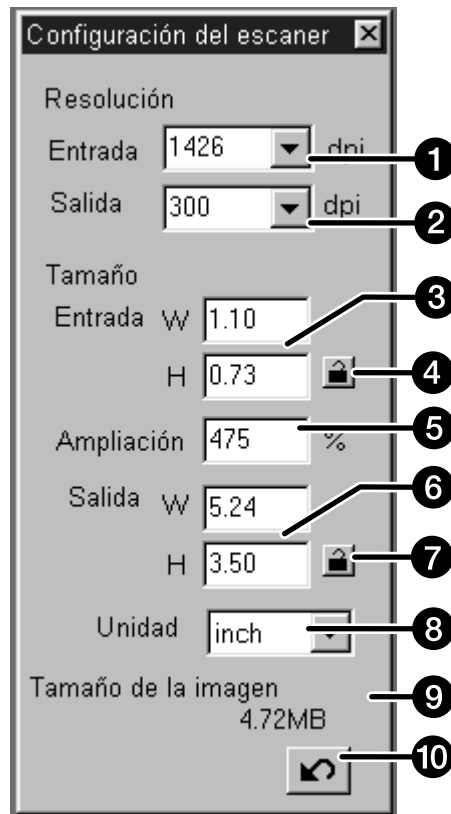 Configuración del escaner
Resolución
Entrada 1426 dpi 1
Salida 300 dpi 2
Tamaño 3
Entrada W 1.10
H 0.73 4
Ampliación 475 % 5
Salida W 5.24 6
H 3.50 7
Unidad inch 8
Tamaño de la imagen 9
4.72MB
10